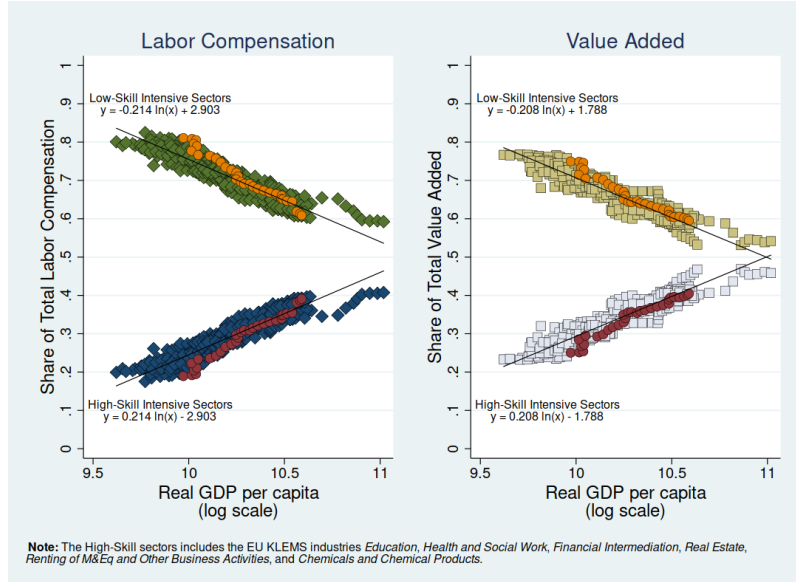 Labor Compensation
Share of Total Labor Compensation
1
.9
.8
.7
.6
.5
.4
.3
.2
.1
0
Low-Skill Intensive Sectors
y = -0.214 ln(x) + 2.903
High-Skill Intensive Sectors
y = 0.214 ln(x) - 2.903
9.5 10 10.5 11
Real GDP per capita
(log scale)
Value Added
Share of Total Value Added
1
.9
.8
.7
.6
.5
.4
.3
.2
.1
0
Low-Skill Intensive Sectors
y = -0.208 ln(x) + 1.788
High-Skill Intensive Sectors
y = 0.208 ln(x) - 1.788
9.5 10 10.5 11
Real GDP per capita
(log scale)
Note: The High-Skill sectors includes the EU KLEMS industries Education, Health and Social Work, Financial Intermediation, Real Estate,
Renting of M&Eq and Other Business Activities, and Chemicals and Chemical Products.